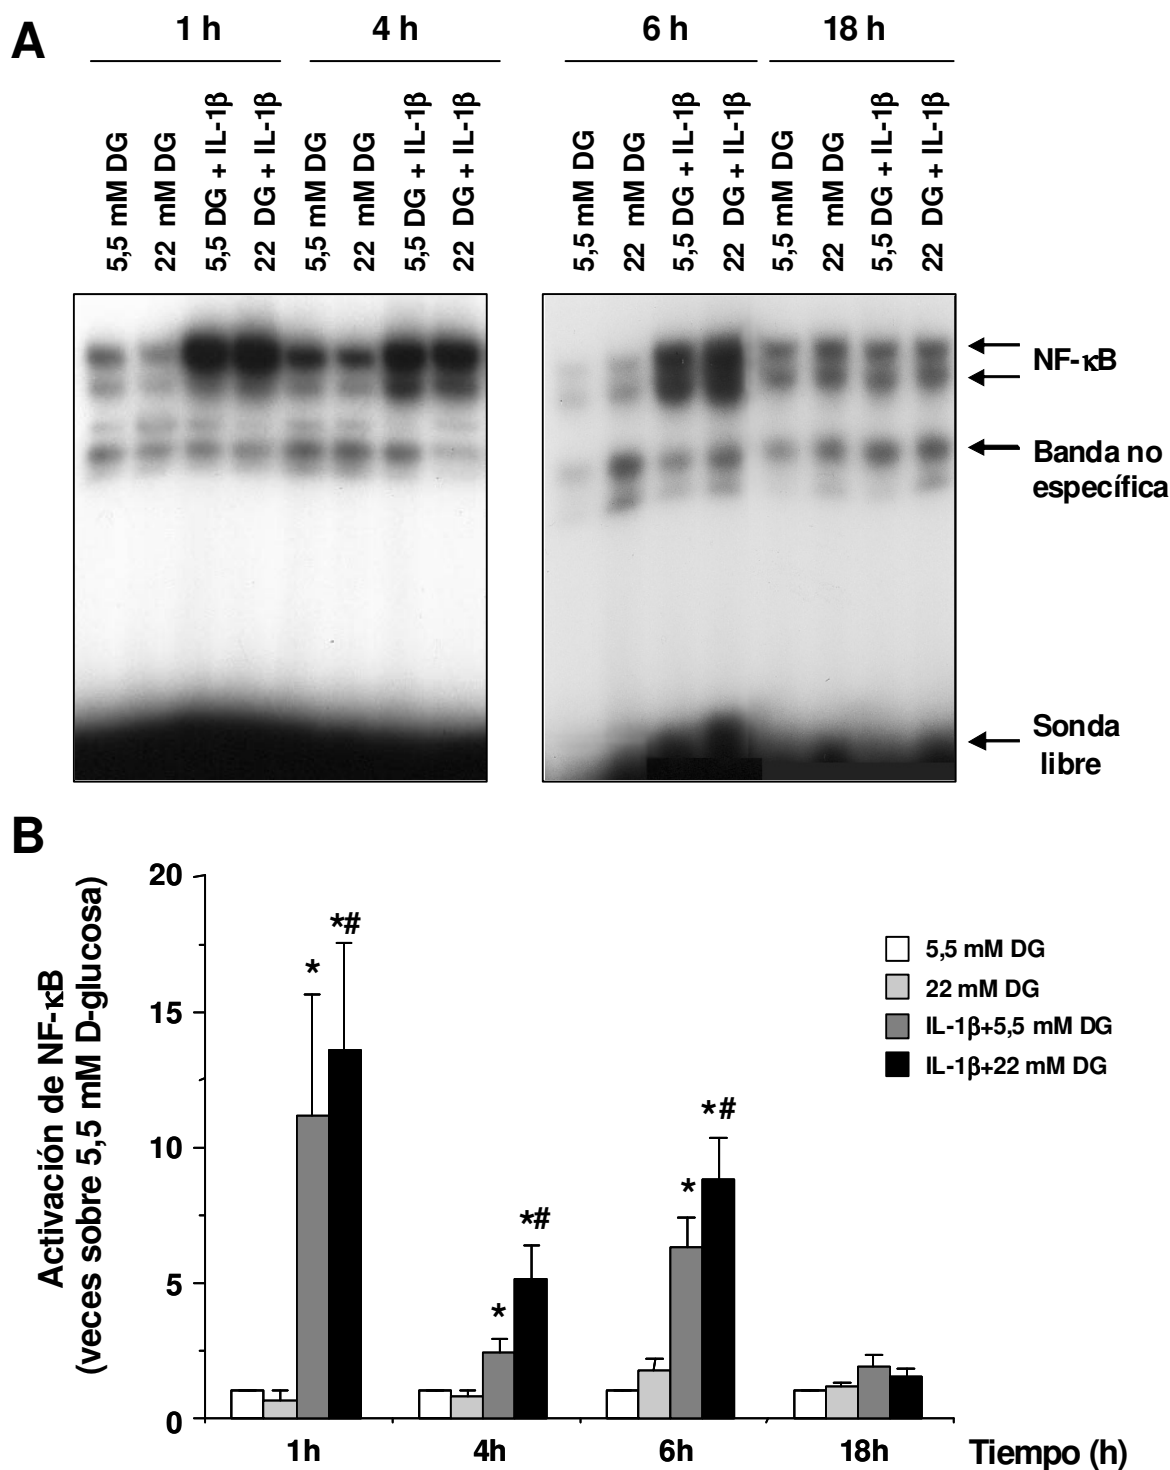 A
1 h
4 h
6 h
18 h
5,5 mM DG
22 mM DG
5,5 DG + IL-1β
22 DG + IL-1β
5,5 mM DG
22 mM DG
5,5 DG + IL-1β
22 DG + IL-1β
5,5 mM DG
22 mM DG
5,5 DG + IL-1β
22 DG + IL-1β
5,5 mM DG
22 mM DG
5,5 DG + IL-1β
22 DG + IL-1β
NF-κB
Banda no
específica
Sonda
libre
B
Activación de NF-κB
(veces sobre 5,5 mM D-glucosa)
20
15
10
5
0
*
*#
*
*#
*
*#
5,5 mM DG
22 mM DG
IL-1β+5,5 mM DG
IL-1β+22 mM DG
1h
4h
6h
18h
Tiempo (h)